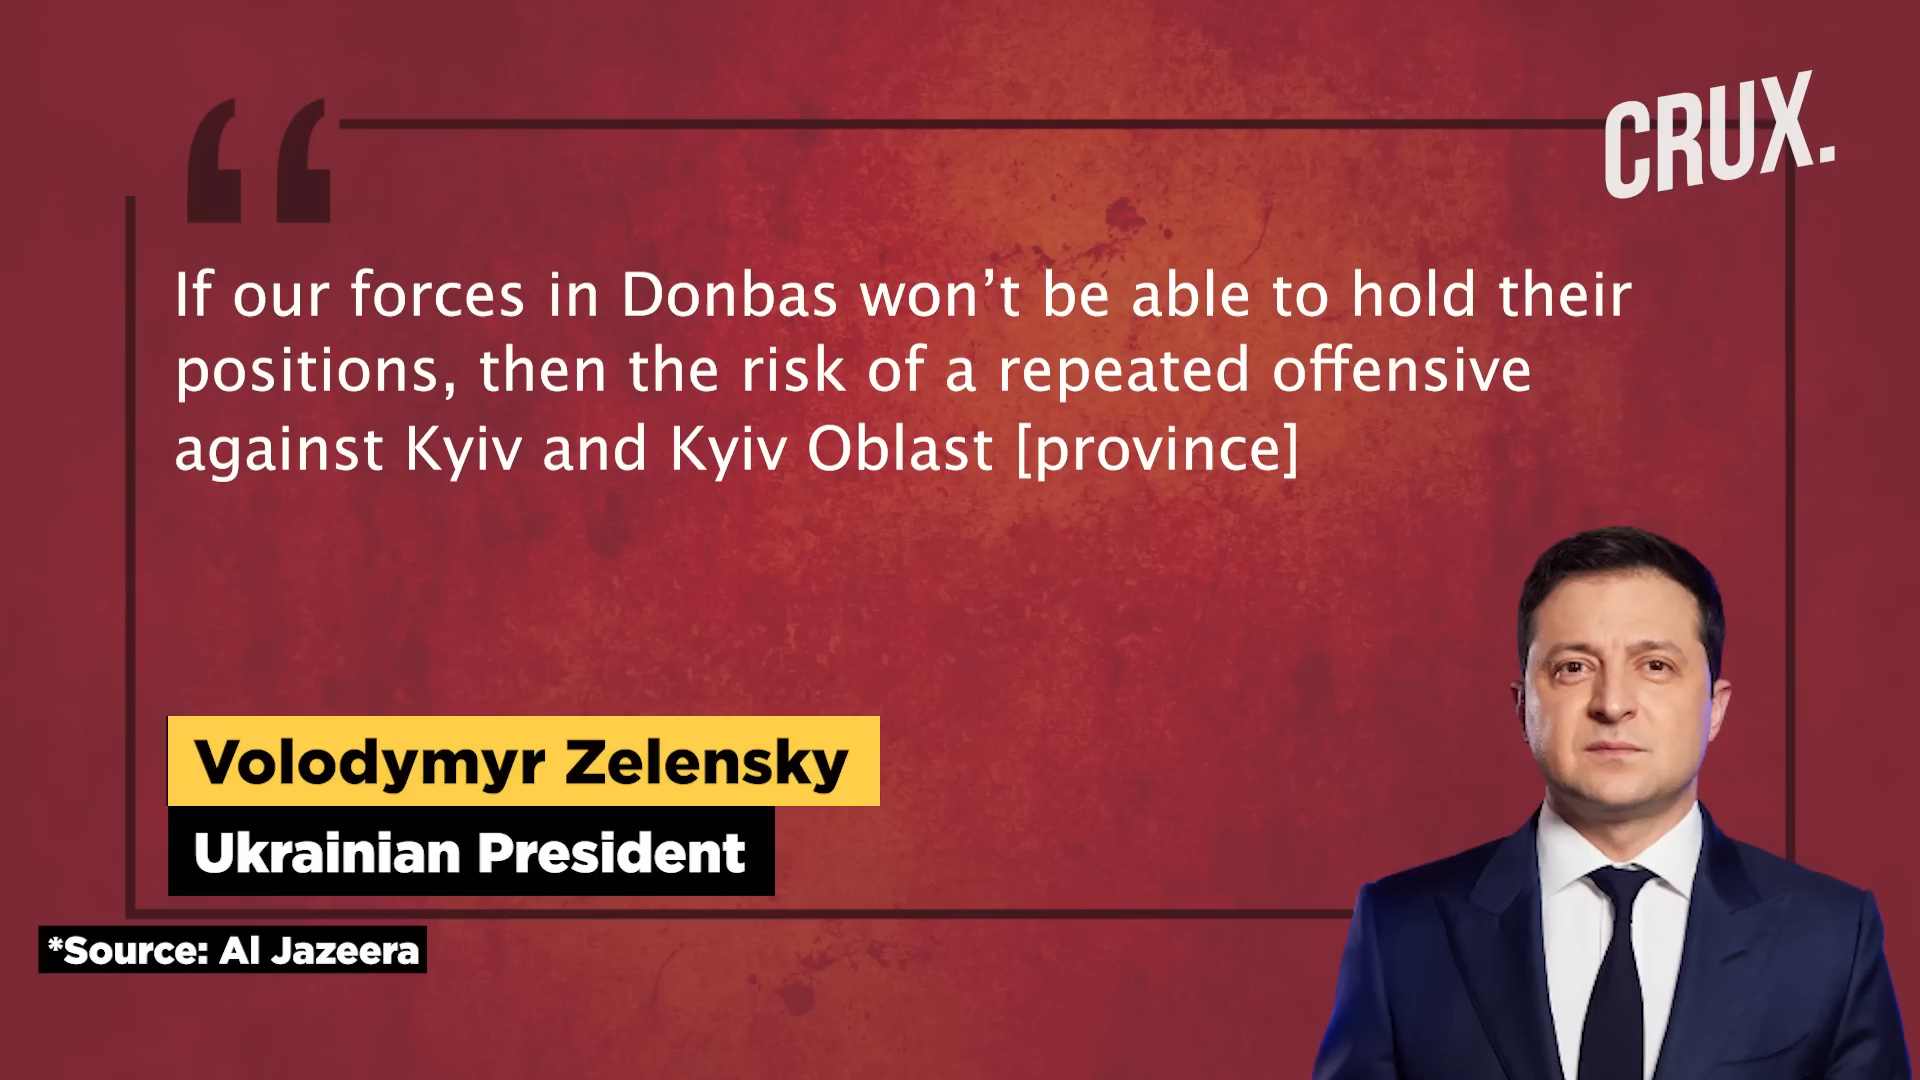 CRUX.
If our forces in Donbas won’t be able to hold their
positions, then the risk of a repeated offensive
against Kyiv and Kyiv Oblast [province]
Volodymyr Zelensky
Ukrainian President
*Source: Al Jazeera